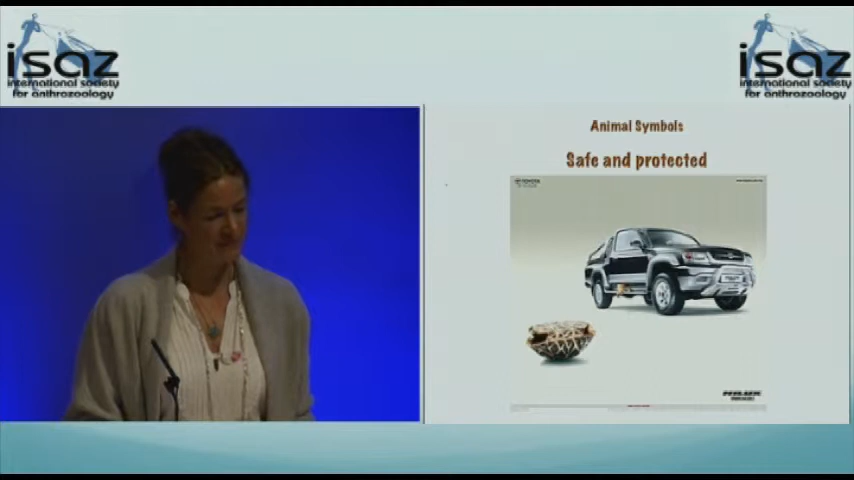 isaz
international society
for anthrozoology
isaz
international society
for anthrozoology
Animal Symbols
Safe and protected
TOYOTA